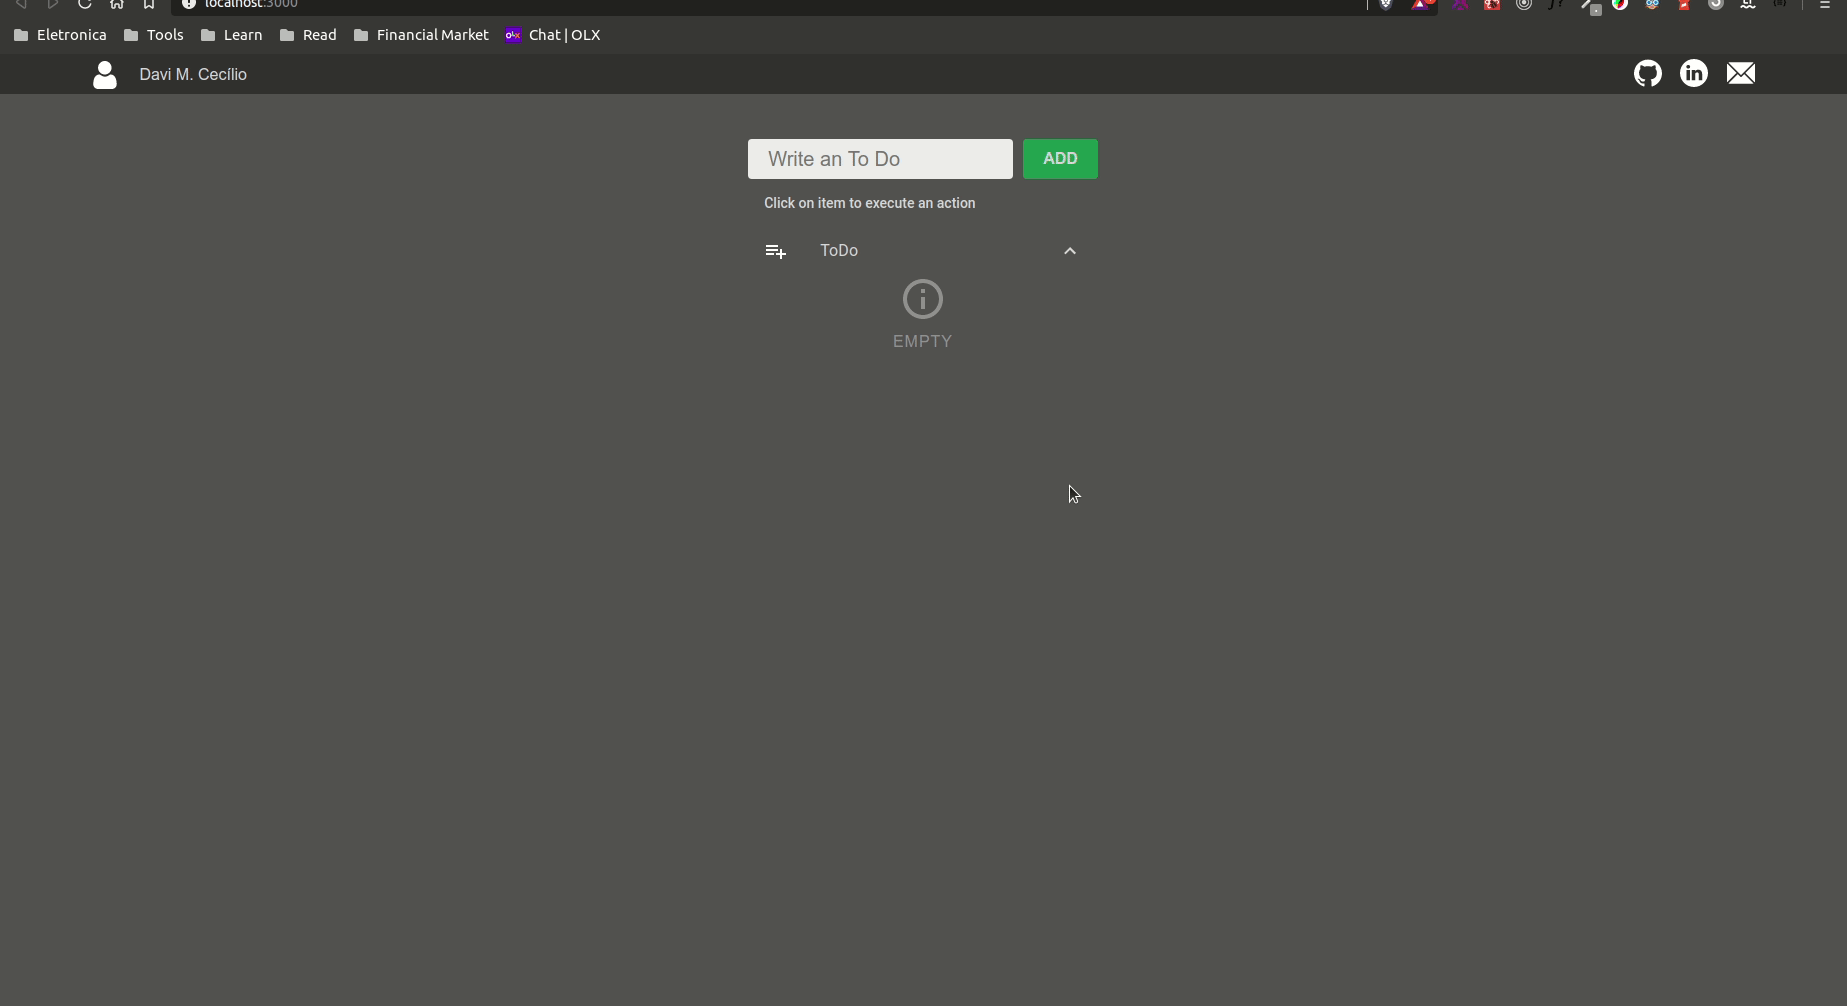 localhost:3000
Eletronica Tools Learn Read Financial Market Chat | OLX
Davi M. Cecílio
Write an To Do ADD
Click on item to execute an action
ToDo
EMPTY